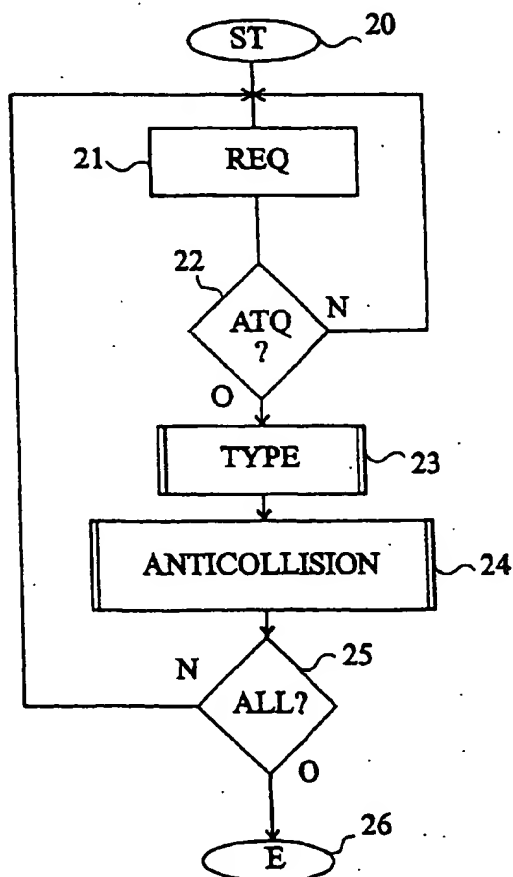 ST
20
21
REQ
22
ATQ
?
N
O
TYPE
23
ANTICOLLISION
24
N
25
ALL?
O
E
26